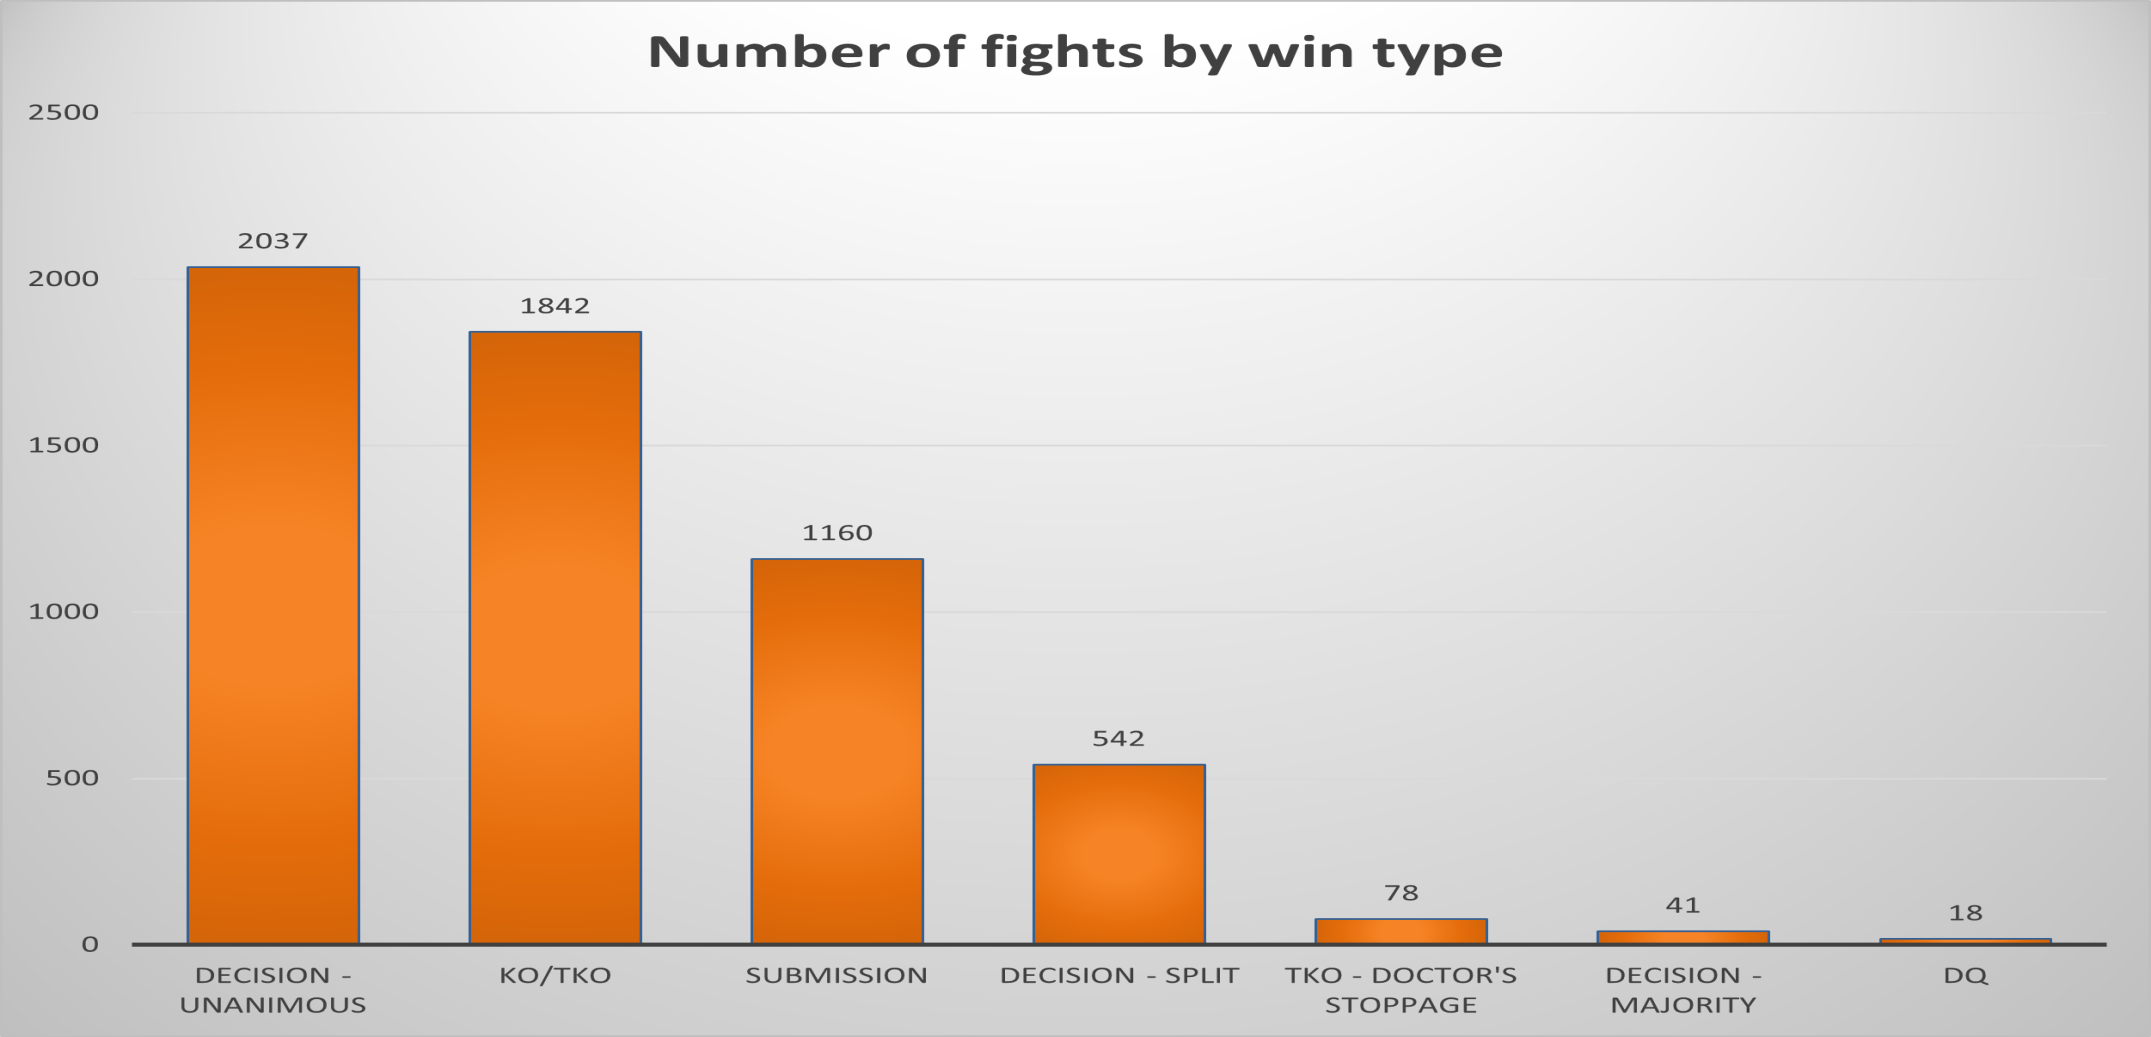 Number of fights by win type
2500
2000
1500
1000
500
0
2037
1842
1160
542
78
41
18
DECISION -
UNANIMOUS
KO/TKO
SUBMISSION
DECISION - SPLIT
TKO - DOCTOR'S
STOPPAGE
DECISION -
MAJORITY
DQ